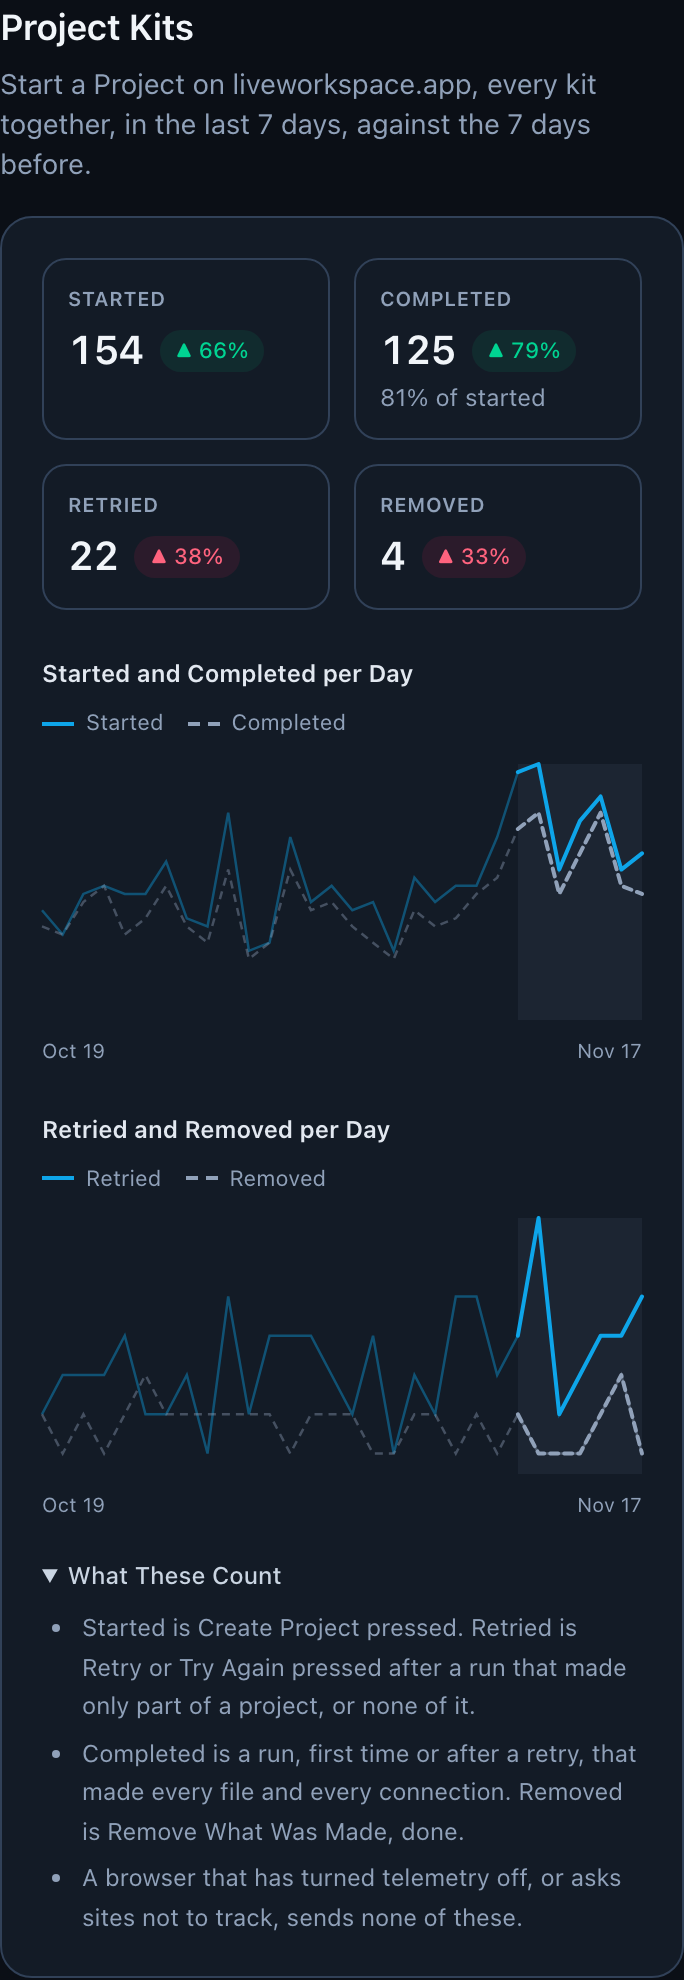 Project Kits
Start a Project on liveworkspace.app, every kit
together, in the last 7 days, against the 7 days
before.
STARTED
154 ▲ 66%
COMPLETED
125 ▲ 79%
81% of started
RETRIED
22 ▲ 38%
REMOVED
4 ▲ 33%
Started and Completed per Day
Started Completed
Oct 19 Nov 17
Retried and Removed per Day
Retried Removed
Oct 19 Nov 17
▼ What These Count
• Started is Create Project pressed. Retried is
Retry or Try Again pressed after a run that made
only part of a project, or none of it.
• Completed is a run, first time or after a retry, that
made every file and every connection. Removed
is Remove What Was Made, done.
• A browser that has turned telemetry off, or asks
sites not to track, sends none of these.